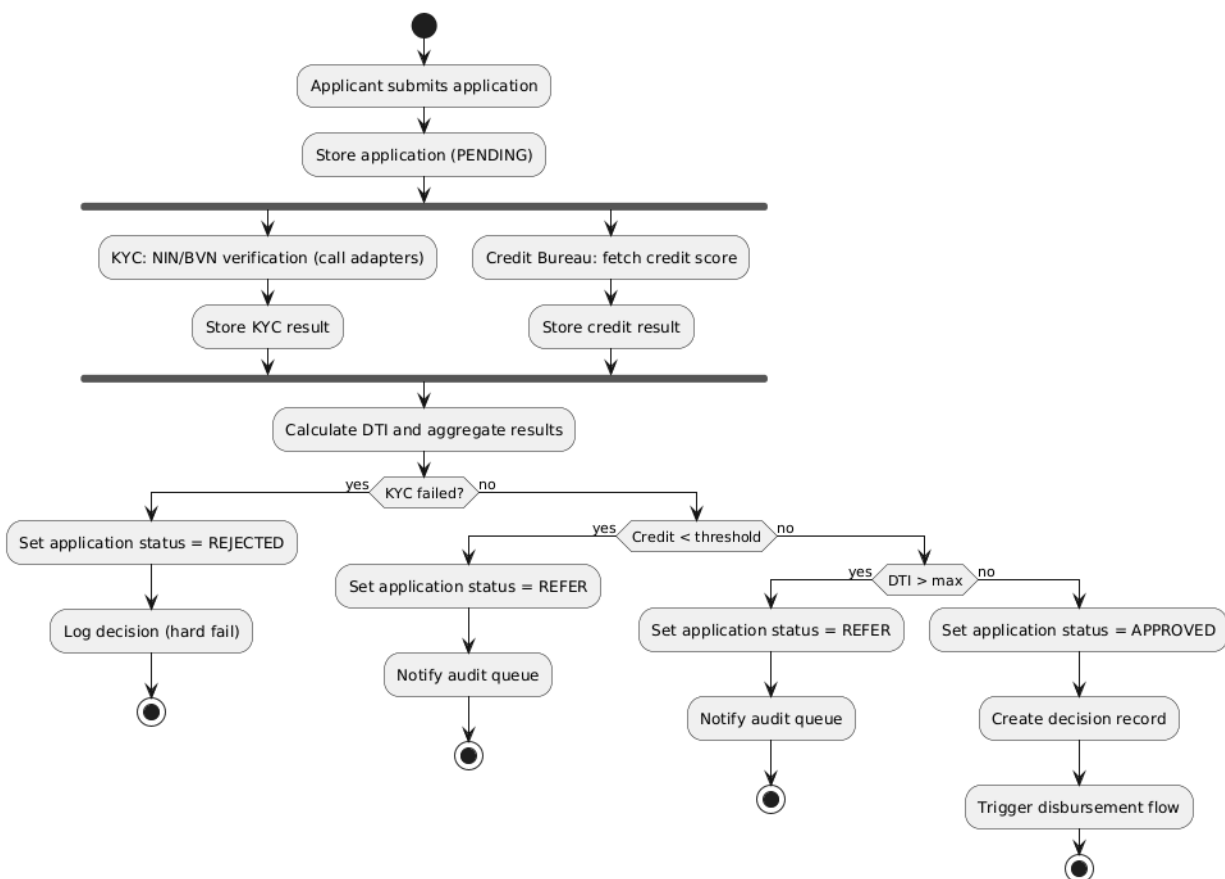 Applicant submits application
Store application (PENDING)
KYC: NIN/BVN verification (call adapters)
Credit Bureau: fetch credit score
Store KYC result
Store credit result
Calculate DTI and aggregate results
yes
KYC failed?
no
Set application status = REJECTED
Log decision (hard fail)
yes
Credit < threshold
no
Set application status = REFER
Notify audit queue
yes
DTI > max
no
Set application status = REFER
Notify audit queue
Set application status = APPROVED
Create decision record
Trigger disbursement flow